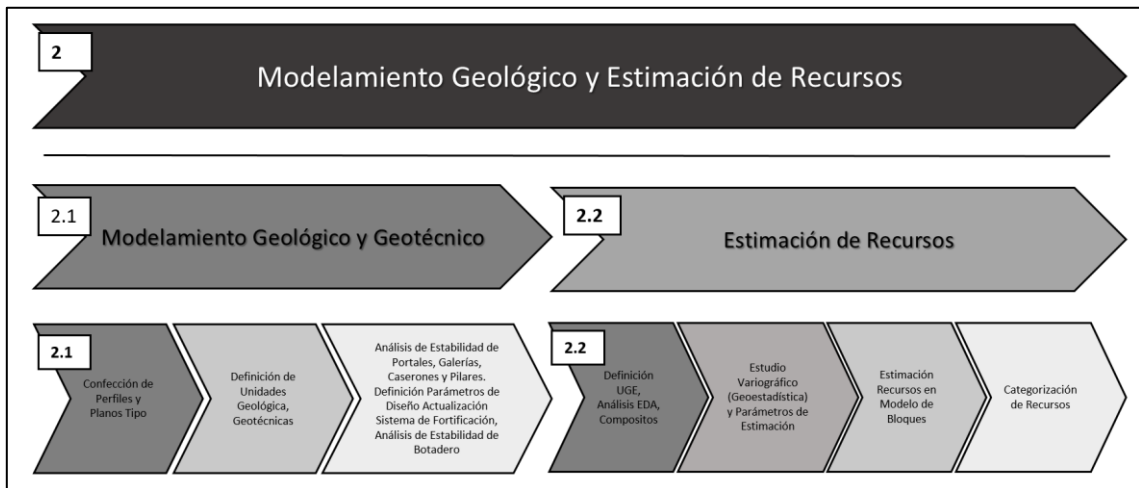 2
Modelamiento Geológico y Estimación de Recursos
2.1
Modelamiento Geológico y Geotécnico
2.2
Estimación de Recursos
2.1
Confección de
Perfiles y
Planos Tipo
Definición de
Unidades
Geológica,
Geotécnicas
Análisis de Estabilidad de
Portales, Galerías,
Caserones y Pilares.
Definición Parámetros de
Diseño Actualización
Sistema de Fortificación,
Análisis de Estabilidad de
Botadero
2.2
Definición
UGE,
Análisis EDA,
Compositos
Estudio
Variográfico
(Geoestadística)
y Parámetros de
Estimación
Estimación
Recursos en
Modelo de
Bloques
Categorización
de Recursos